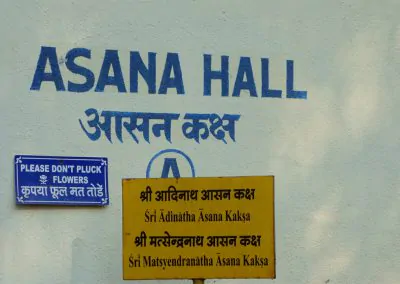 ASANA HALL
आसन कक्ष
A
PLEASE DON'T PLUCK
FLOWERS
कृपया फूल मत तोडें
श्री आदिनाथ आसन कक्ष
Śrī Ādinātha Āsana Kakṣa
श्री मत्सेन्द्रनाथ आसन कक्ष
Śrī Matsyendranātha Āsana Kakṣa